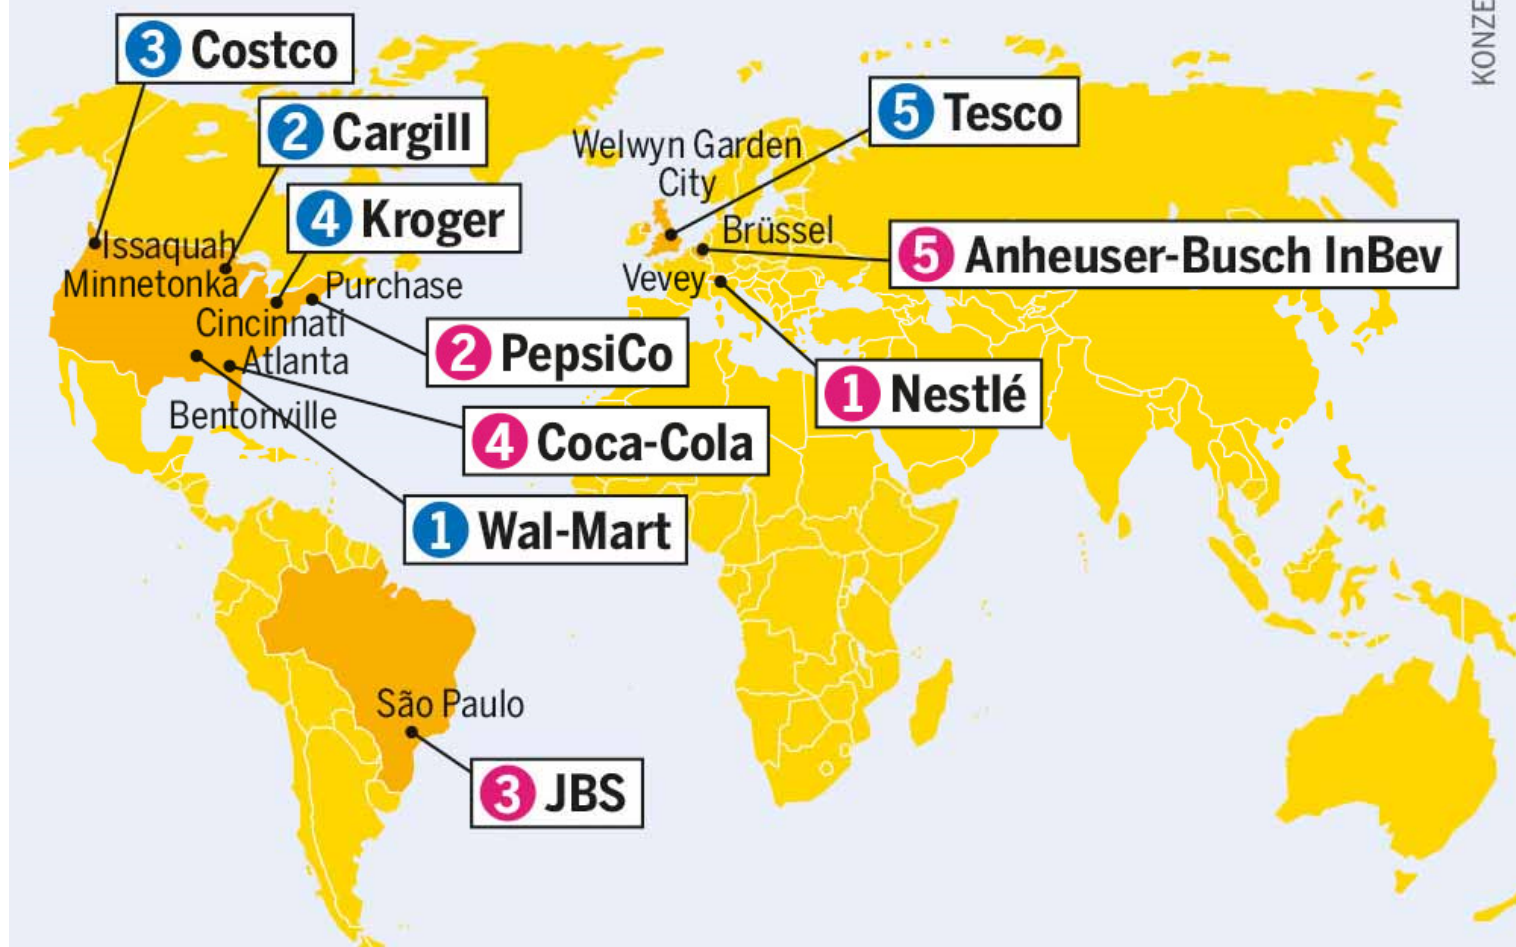 KONZE
3 Costco
2 Cargill
5 Tesco
Welwyn Garden
City
4 Kroger
Issaquah
Brüssel
5 Anheuser-Busch InBev
Minnetonka
Purchase
Vevey
Cincinnati
2 PepsiCo
Atlanta
1 Nestlé
Bentonville
4 Coca-Cola
1 Wal-Mart
São Paulo
3 JBS